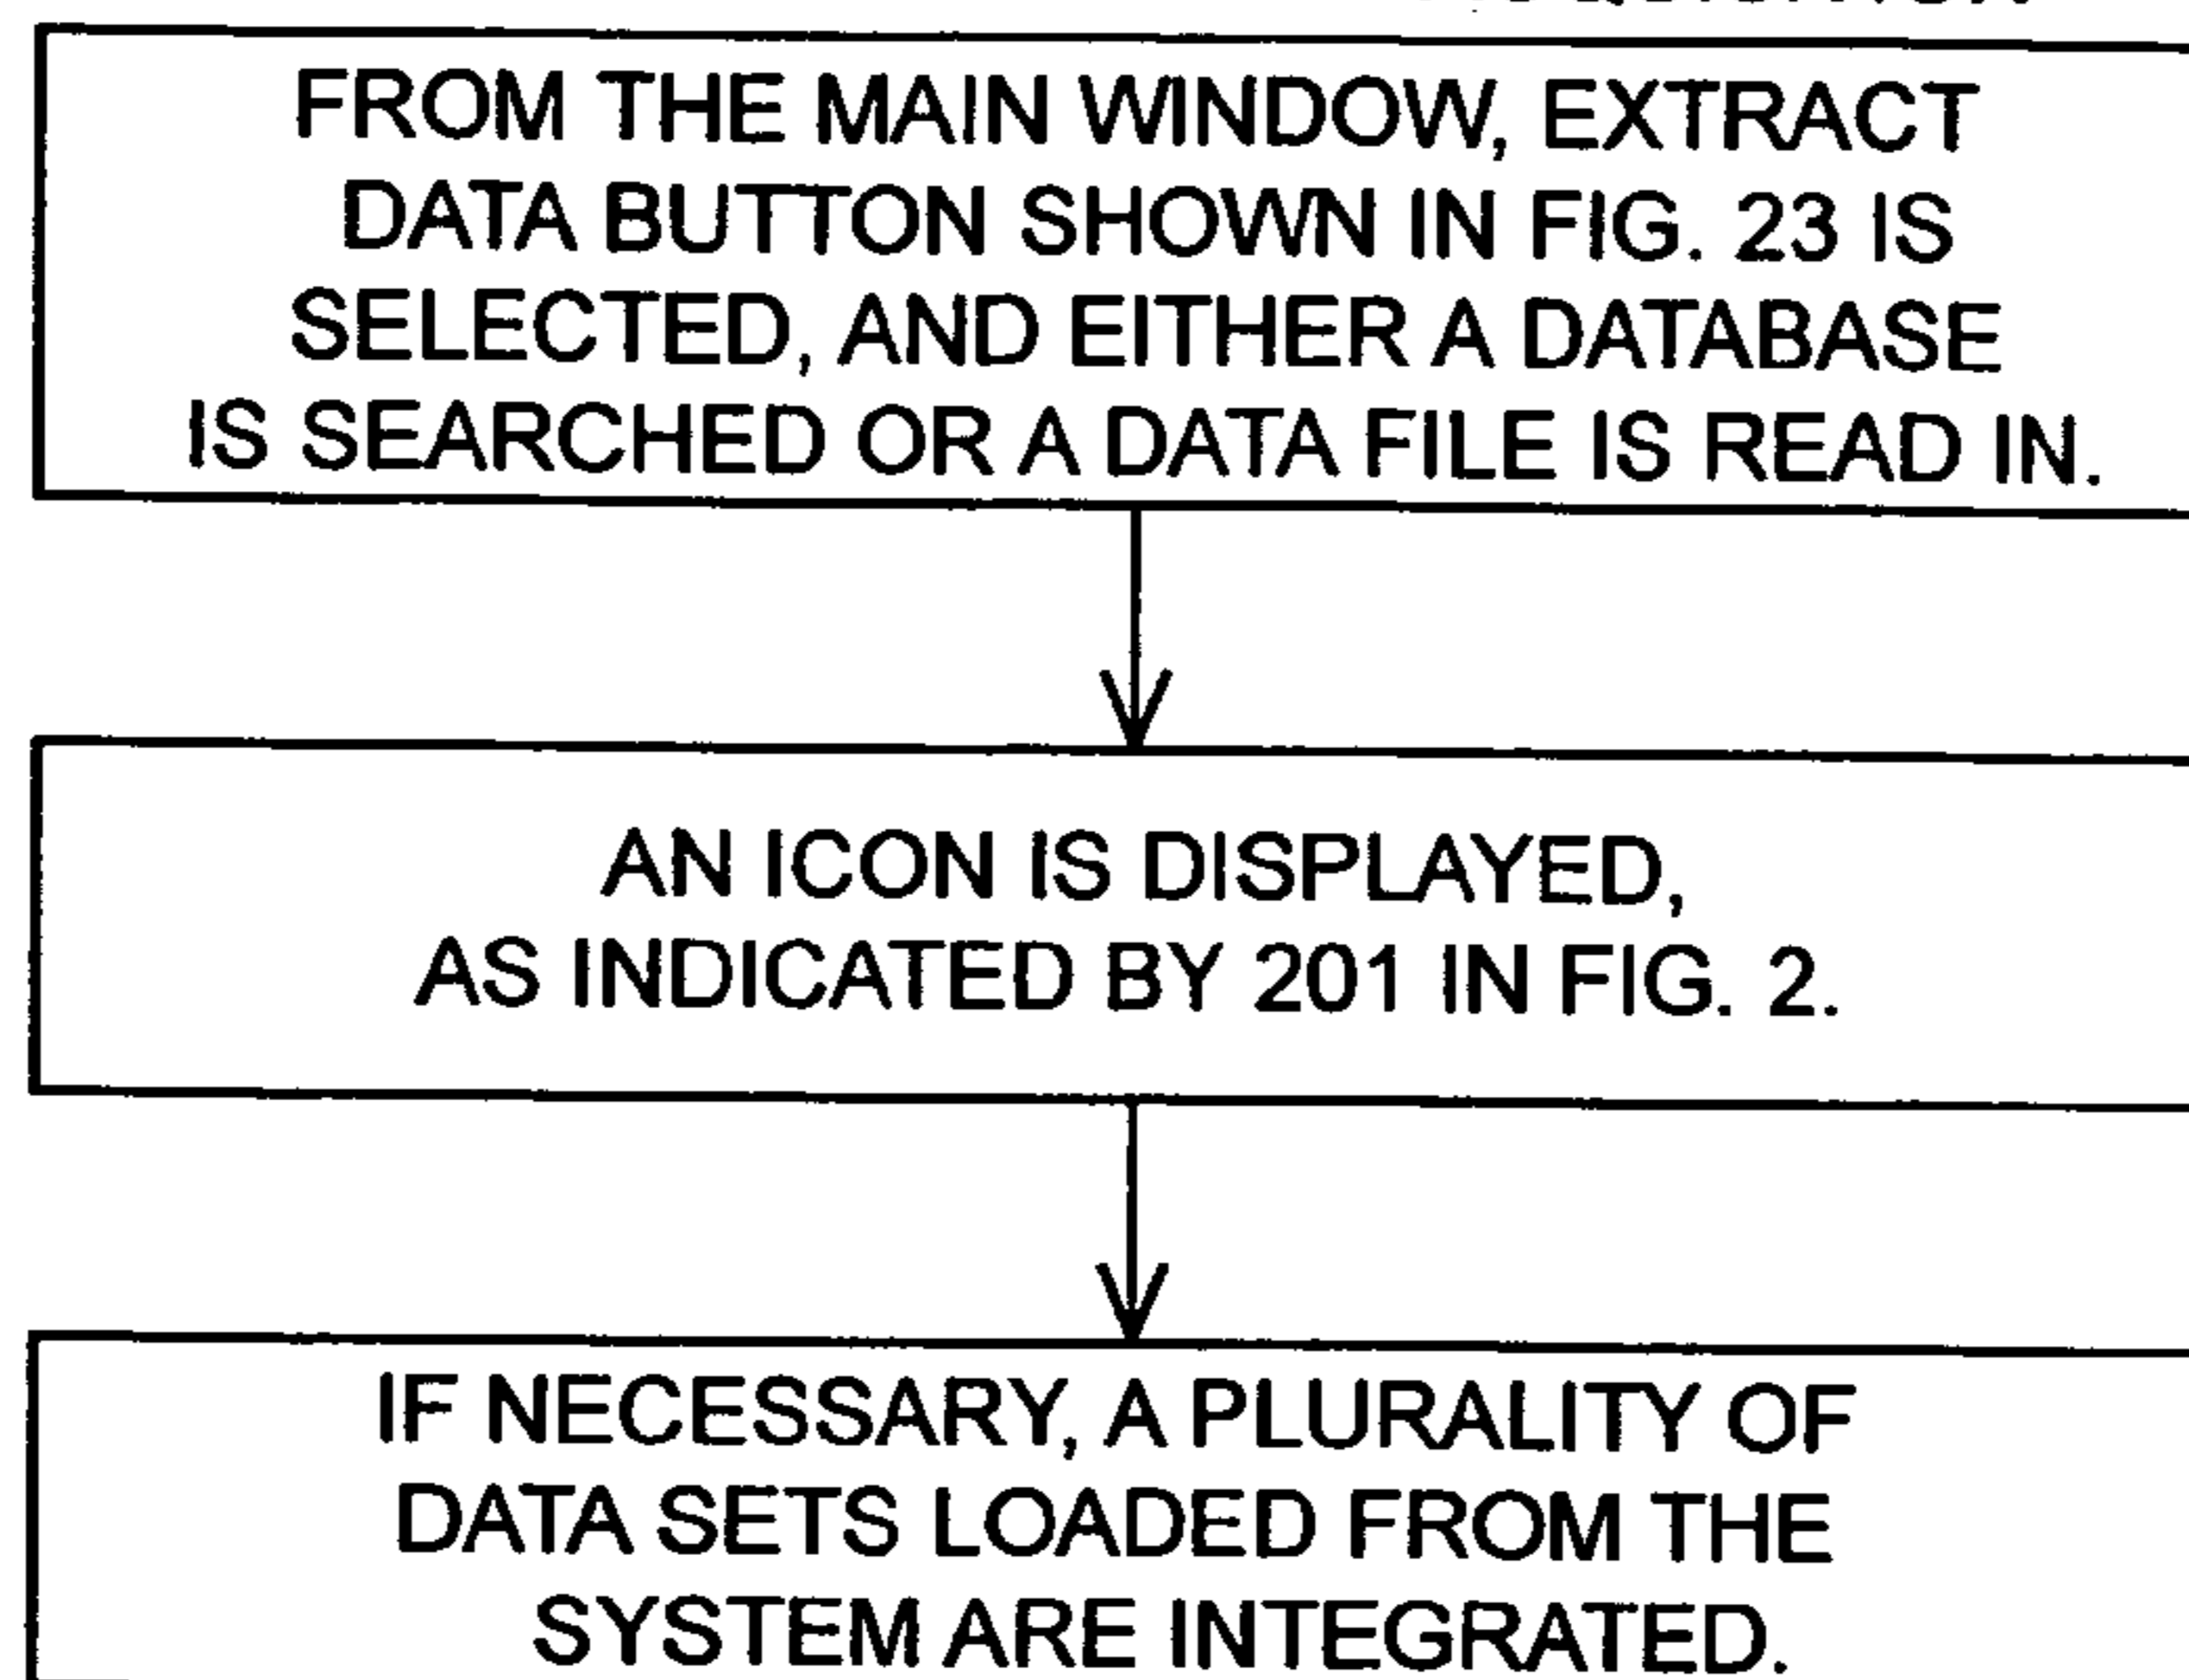 FROM THE MAIN WINDOW, EXTRACT
DATA BUTTON SHOWN IN FIG. 23 IS
SELECTED, AND EITHER A DATABASE
IS SEARCHED OR A DATA FILE IS READ IN.
AN ICON IS DISPLAYED,
AS INDICATED BY 201 IN FIG. 2.
IF NECESSARY, A PLURALITY OF
DATA SETS LOADED FROM THE
SYSTEM ARE INTEGRATED.